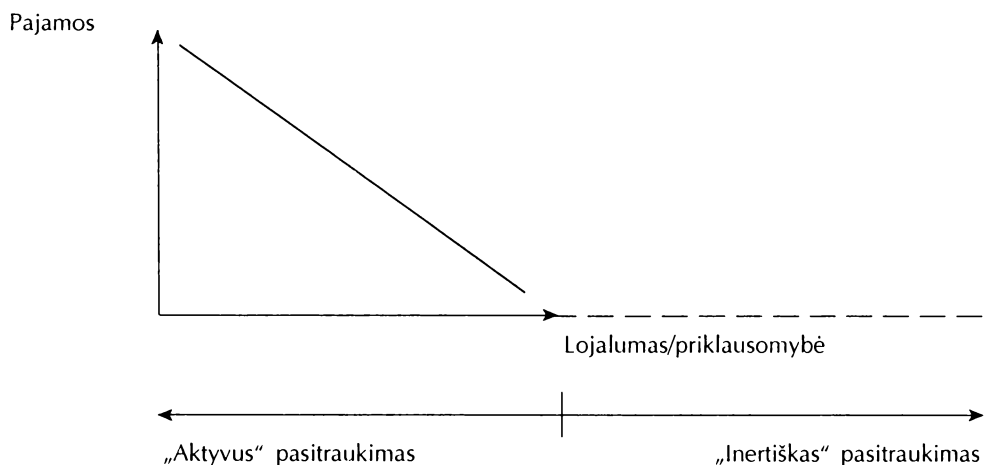 Pajamos
Lojalumas/priklausomybė
„Aktyvus“ pasitraukimas
„Inertiškas“ pasitraukimas